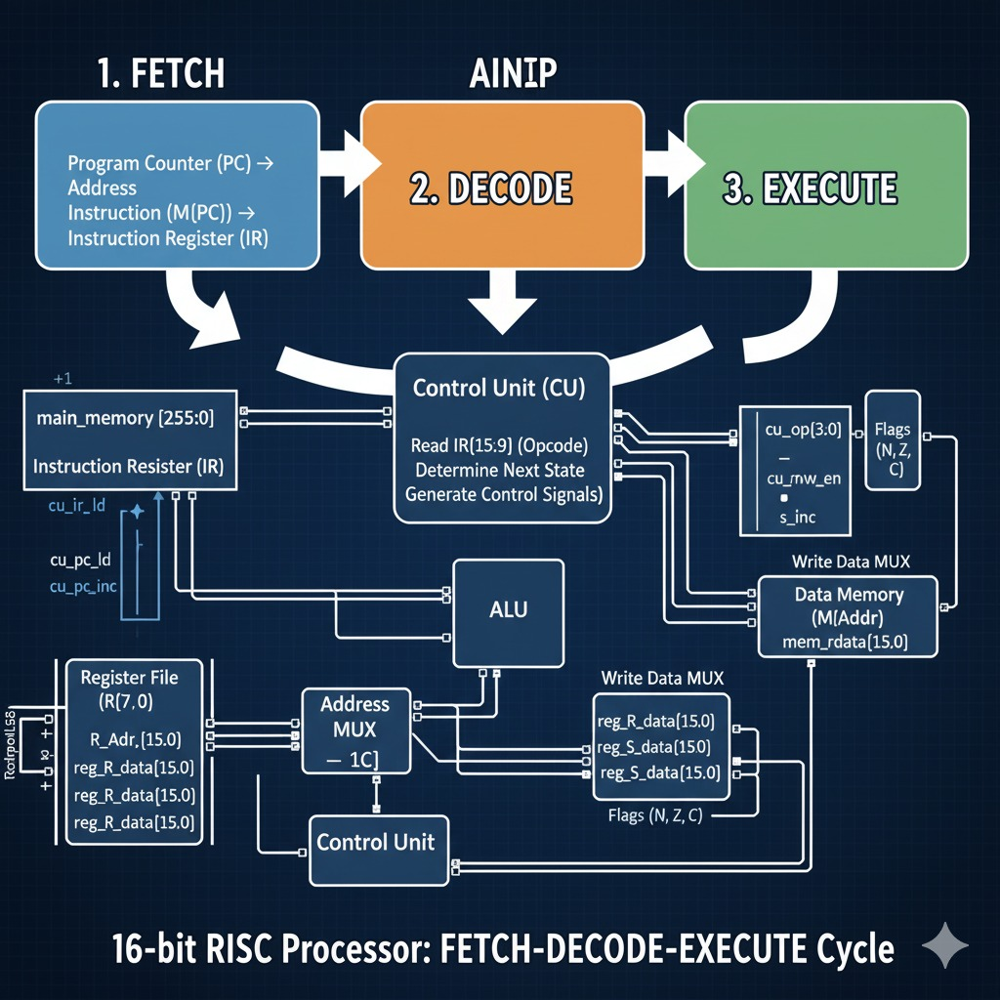 1. FETCH
AINIP
Program Counter (PC) →
Address
Instruction (M(PC)) →
Instruction Register (IR)
2. DECODE
3. EXECUTE
+1
main_memory [255:0]
Instruction Resister (IR)
Control Unit (CU)
Read IR[15:9] (Opcode)
Determine Next State
Generate Control Signals)
cu_op[3:0]
—
cu_mw_en
s_inc
Flags
(N, Z,
C)
cu_ir_ld
cu_pc_ld
cu_pc_inc
ALU
Write Data MUX
Data Memory
(M[Addr)
mem_rdata[15,0]
Register File
(R[7,0)
R_Adr,[15.0)
reg_R_data[15.0)
reg_R_data[15.0)
reg_R_data[15.0)
Address
MUX
— 1C]
Write Data MUX
reg_R_data[15.0)
reg_S_data[15.0)
reg_S_data[15.0)
Flags (N, Z, C)
Control Unit
16-bit RISC Processor: FETCH-DECODE-EXECUTE Cycle